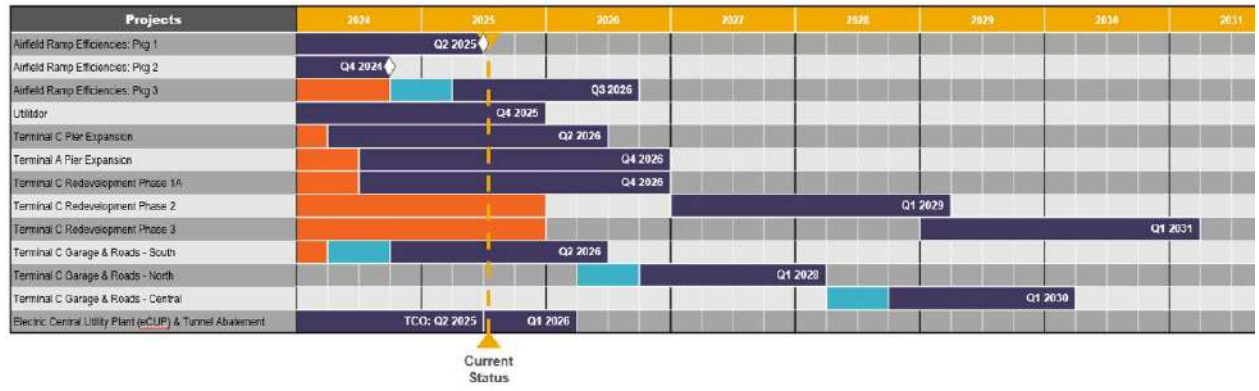 Projects 2024 2025 2026 2027 2028 2029 2030 2031
Airfield Ramp Efficiencies: Pkg 1 Q2 2025
Airfield Ramp Efficiencies: Pkg 2 Q4 2024
Airfield Ramp Efficiencies: Pkg 3 Q3 2026
Utilidor Q4 2025
Terminal C Pier Expansion Q2 2026
Terminal A Pier Expansion Q4 2026
Terminal C Redevelopment Phase 1A Q4 2026
Terminal C Redevelopment Phase 2 Q1 2029
Terminal C Redevelopment Phase 3 Q1 2031
Terminal C Garage & Roads - South Q2 2026
Terminal C Garage & Roads - North Q1 2028
Terminal C Garage & Roads - Central Q1 2030
Electric Central Utility Plant (eCUP) & Tunnel Abatement TCO: Q2 2025 Q1 2026
Current
Status